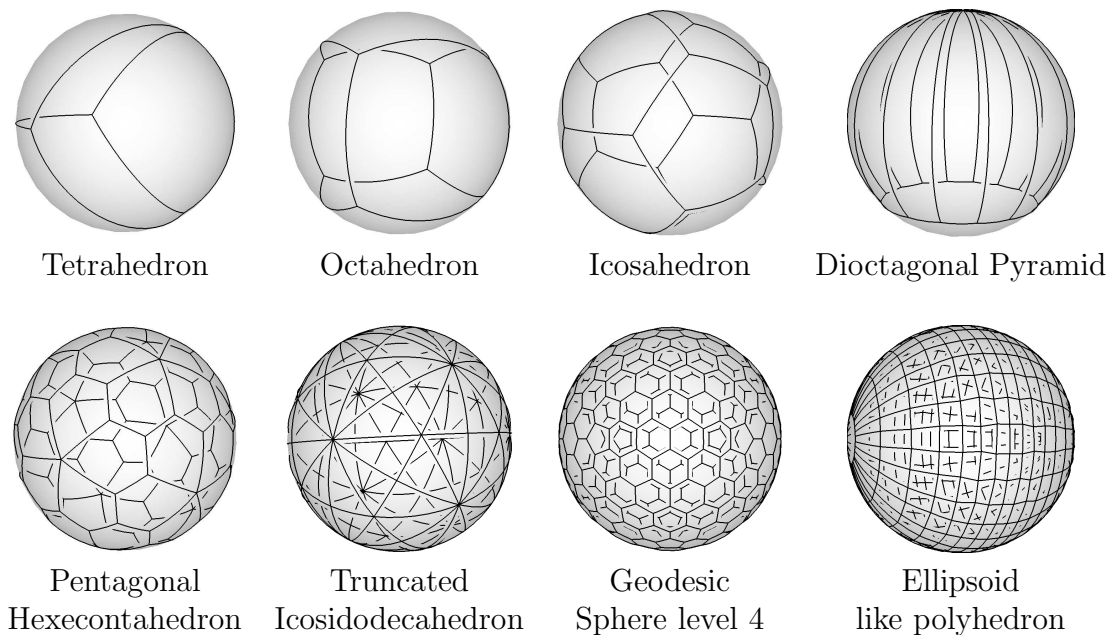 Tetrahedron
Octahedron
Icosahedron
Dioctagonal Pyramid
Pentagonal
Hexecontahedron
Truncated
Icosidodecahedron
Geodesic
Sphere level 4
Ellipsoid
like polyhedron